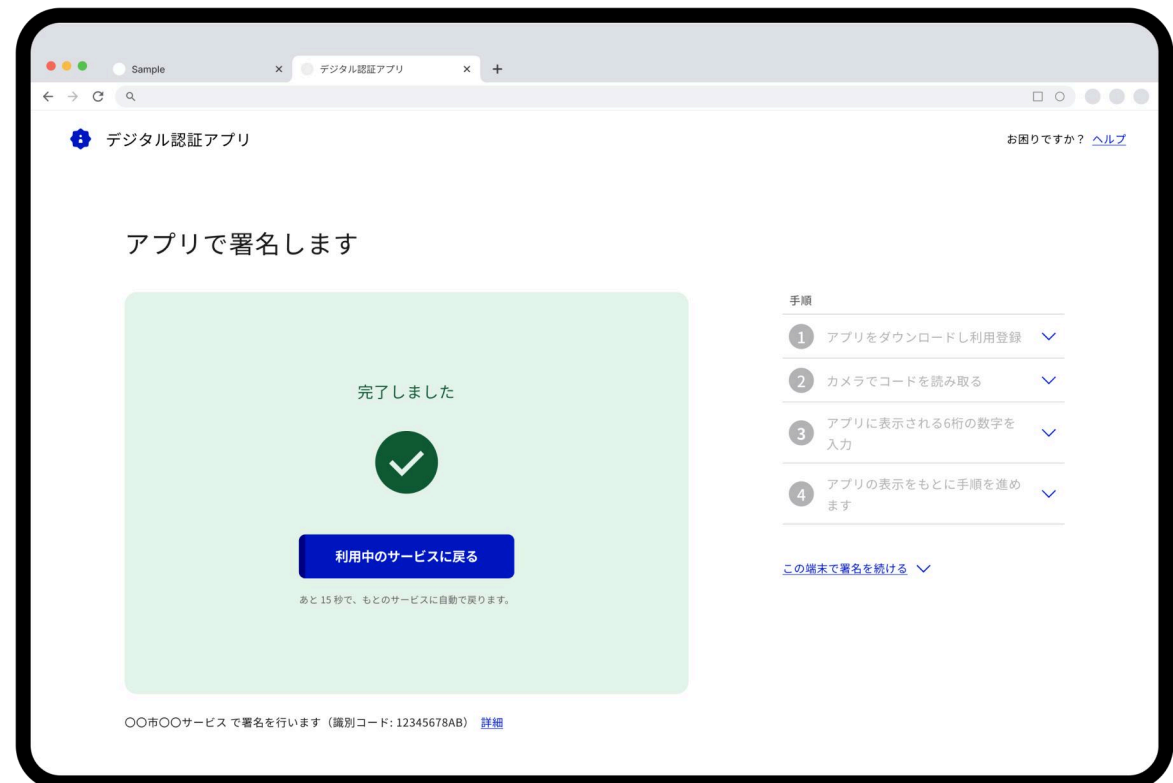 Sample
デジタル認証アプリ
デジタル認証アプリ
お困りですか? ヘルプ
アプリで署名します
完了しました
利用中のサービスに戻る
あと 15 秒で、もとのサービスに自動で戻ります。
〇〇市〇〇サービス で署名を行います(識別コード: 12345678AB) 詳細
手順
1 アプリをダウンロードし利用登録
2 カメラでコードを読み取る
3 アプリに表示される6桁の数字を
入力
4 アプリの表示をもとに手順を進め
ます
この端末で署名を続ける